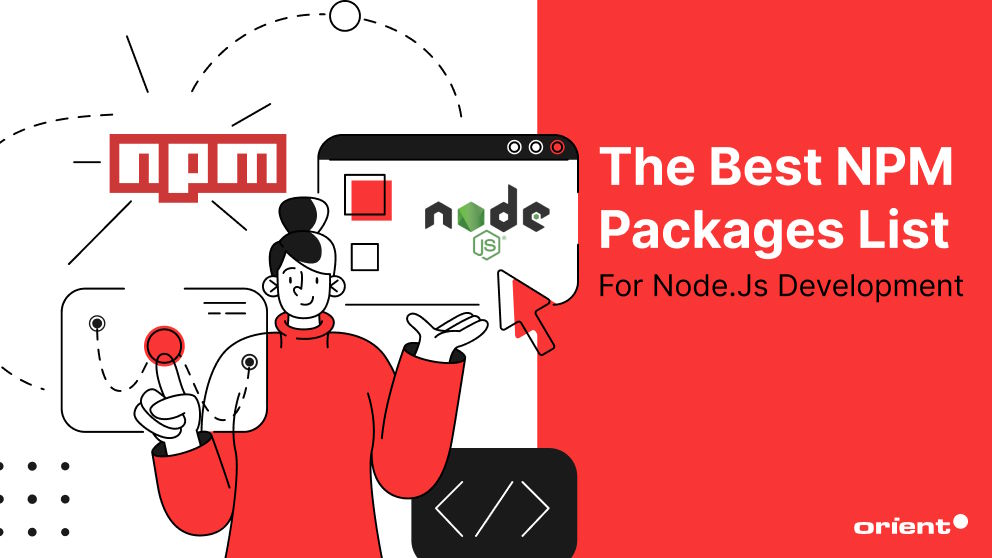 npm
node
JS
The Best NPM
Packages List
For Node.Js Development
</>
orient